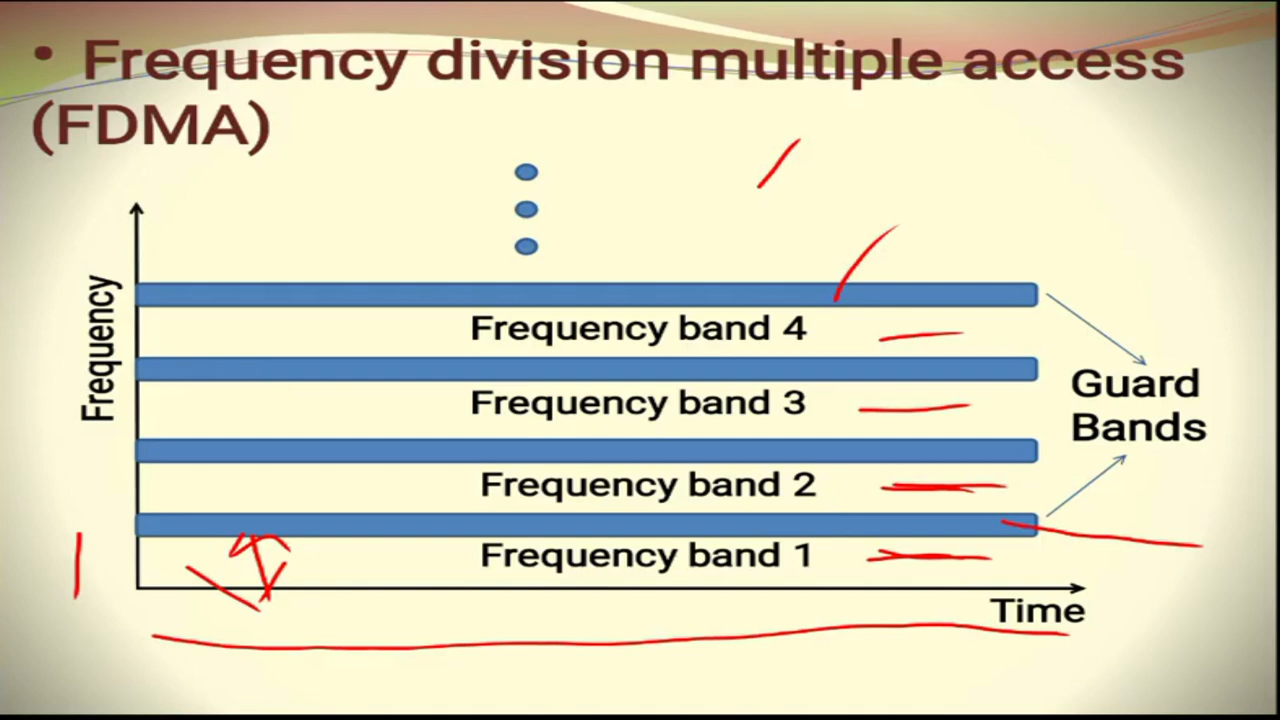 • Frequency division multiple access
(FDMA)
Frequency
Frequency band 4
Frequency band 3
Guard
Bands
Frequency band 2
Frequency band 1
Time